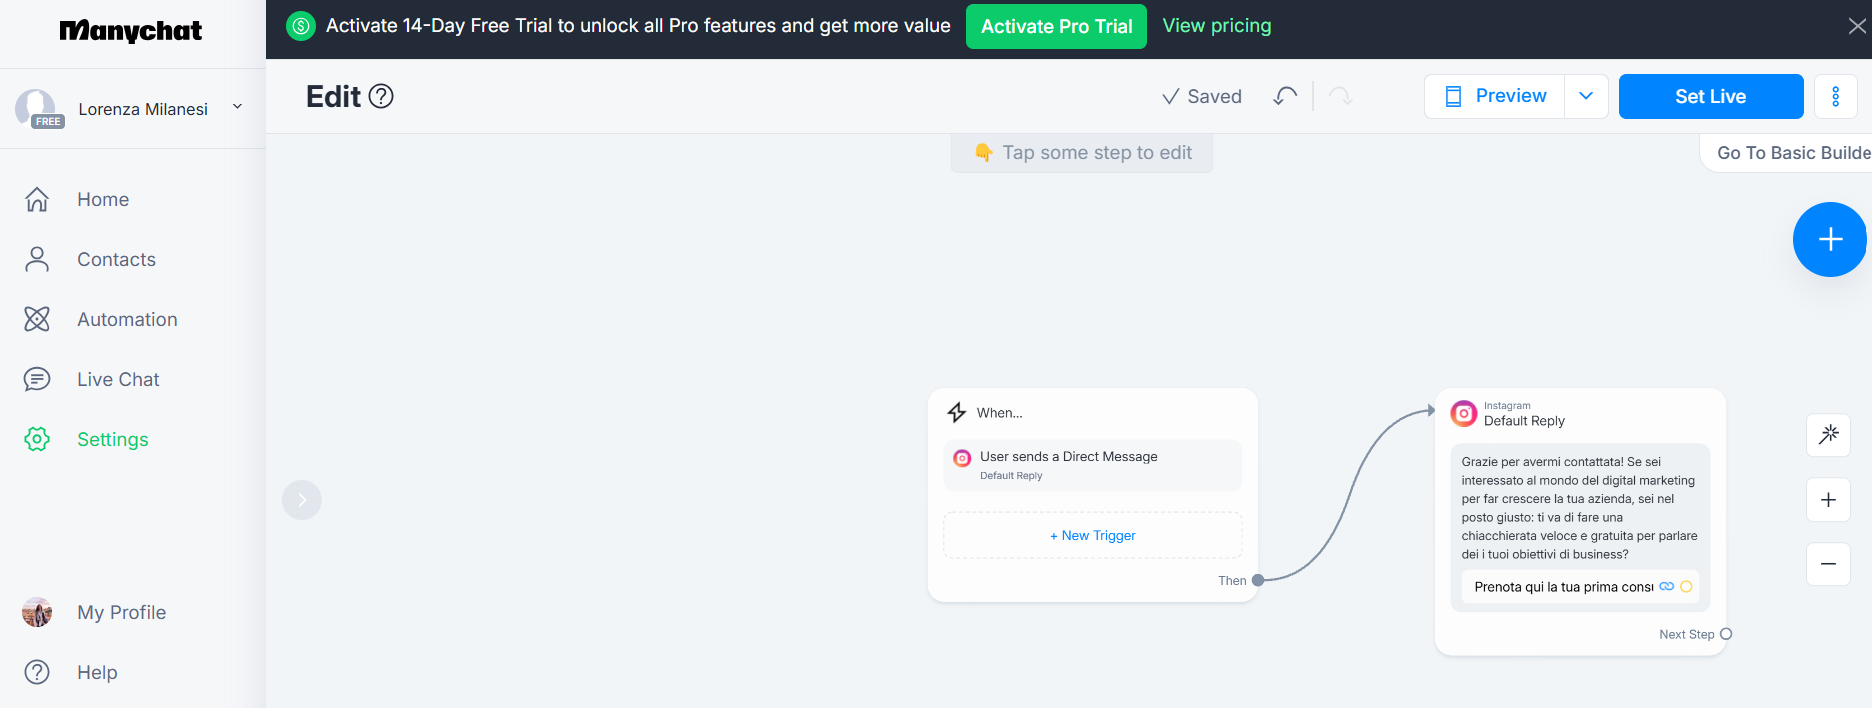 Manychat
Activate 14-Day Free Trial to unlock all Pro features and get more value
Activate Pro Trial
View pricing
Lorenza Milanesi
FREE
Edit
Saved
Preview
Set Live
👇 Tap some step to edit
Go To Basic Builde
Home
Contacts
Automation
Live Chat
Settings
My Profile
Help
When...
User sends a Direct Message
Default Reply
+ New Trigger
Then
Instagram
Default Reply
Grazie per avermi contattata! Se sei
interessato al mondo del digital marketing
per far crescere la tua azienda, sei nel
posto giusto: ti va di fare una
chiacchierata veloce e gratuita per parlare
dei i tuoi obiettivi di business?
Prenota qui la tua prima consu
Next Step